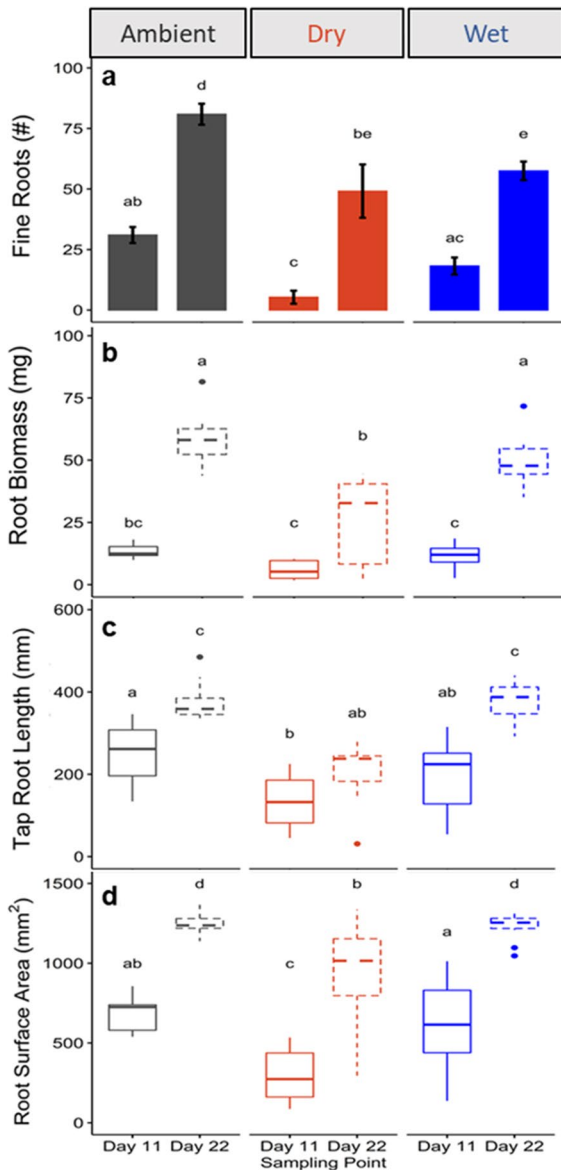 Ambient Dry Wet
a
Fine Roots (#)
100
75
50
25
0
ab d c be ac e
b
Root Biomass (mg)
100
75
50
25
0
bc a c b c a
c
Tap Root Length (mm)
600
400
200
0
a c b ab ab c
d
Root Surface Area (mm²)
1500
1000
500
0
ab d c b a d
Day 11 Day 22 Day 11 Day 22 Day 11 Day 22
Sampling Point